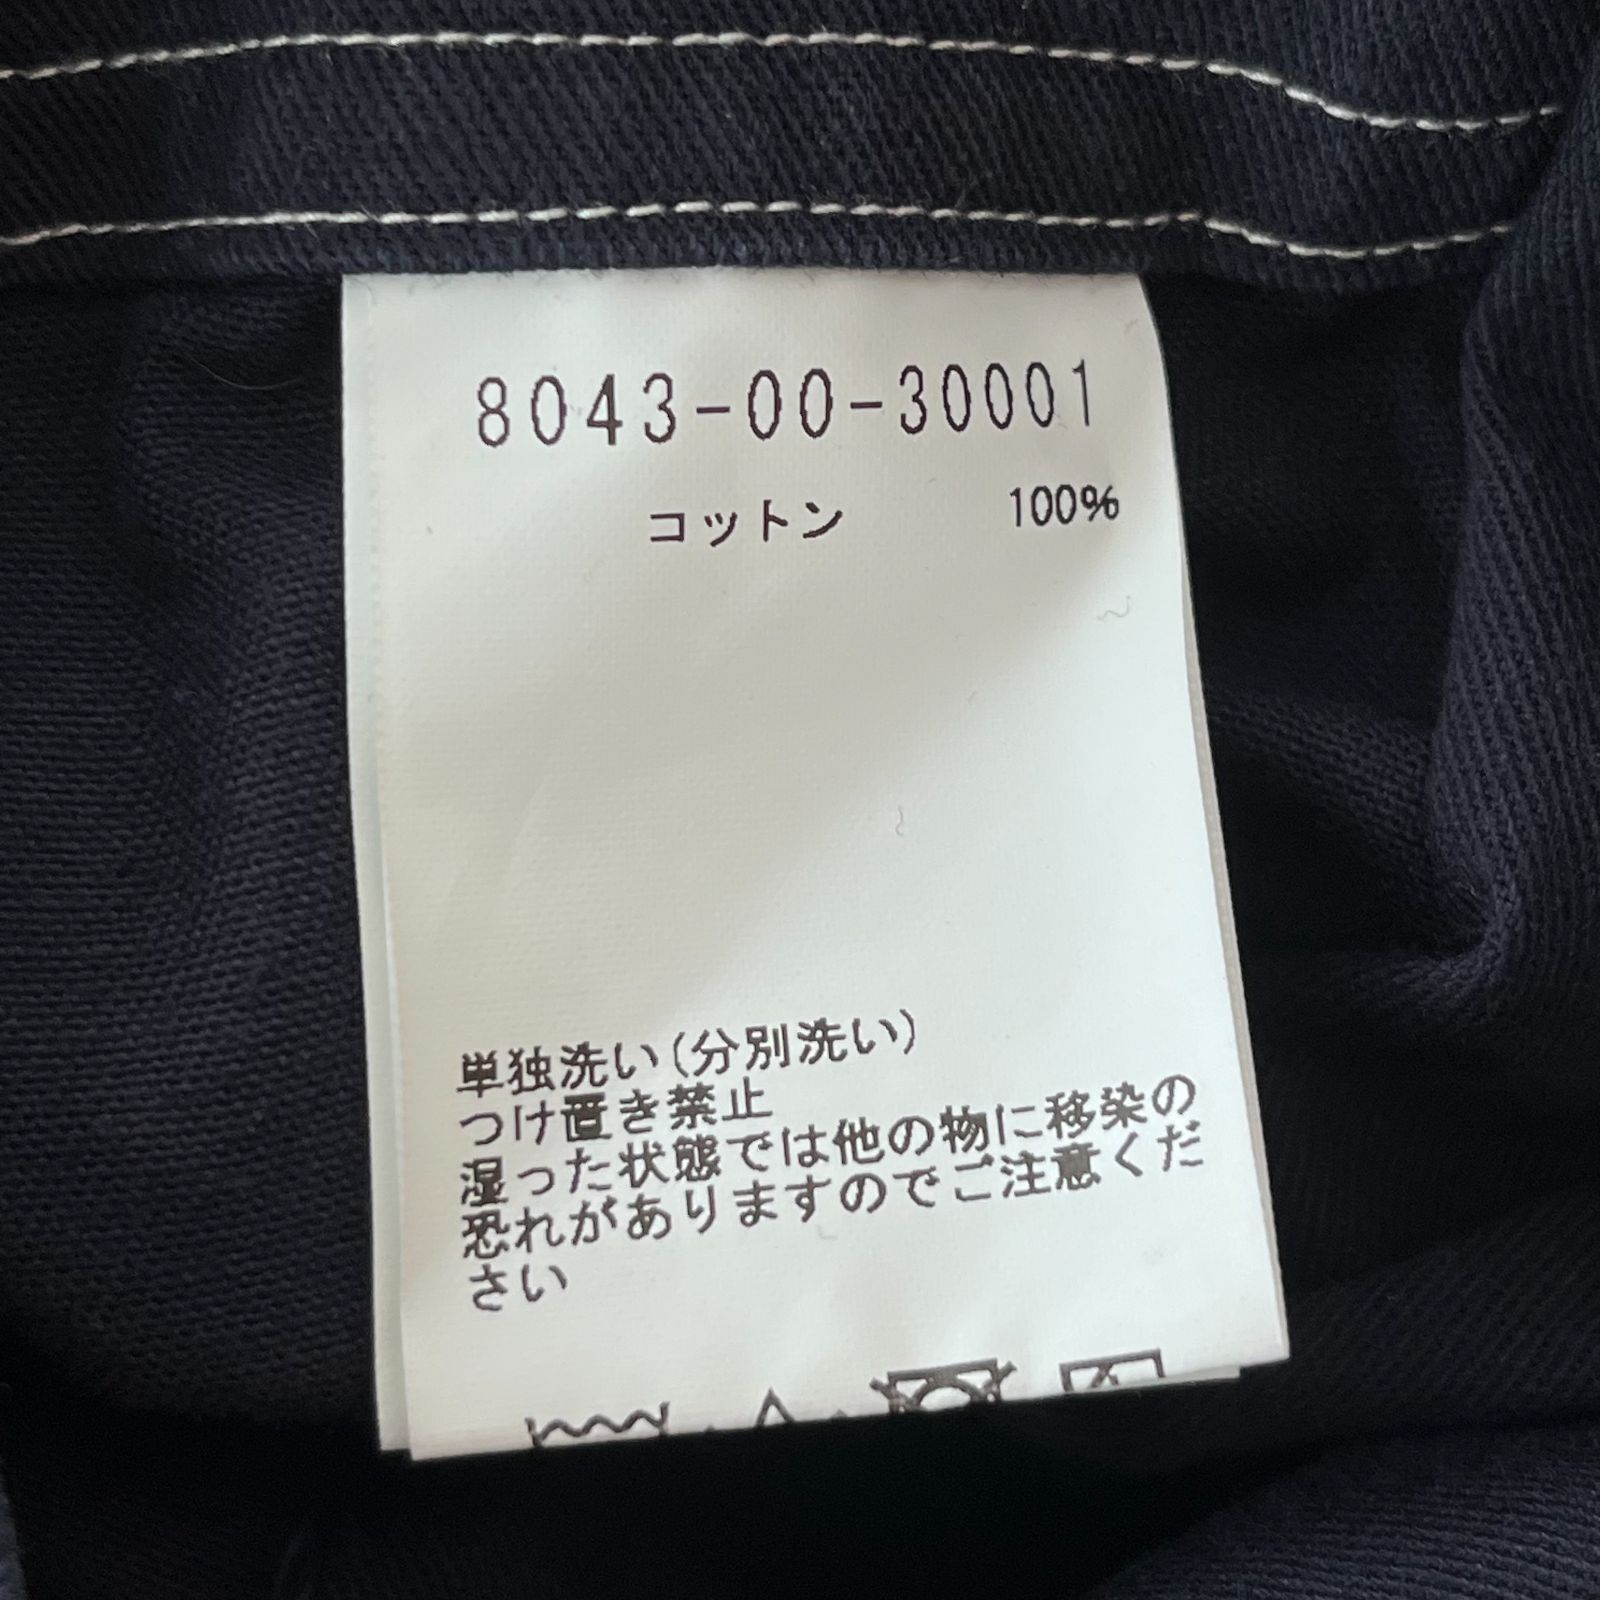 8043-00-30001
コットン 100%
単独洗い(分別洗い)
つけ置き禁止
湿った状態では他の物に移染の
恐れがありますのでご注意くだ
さい